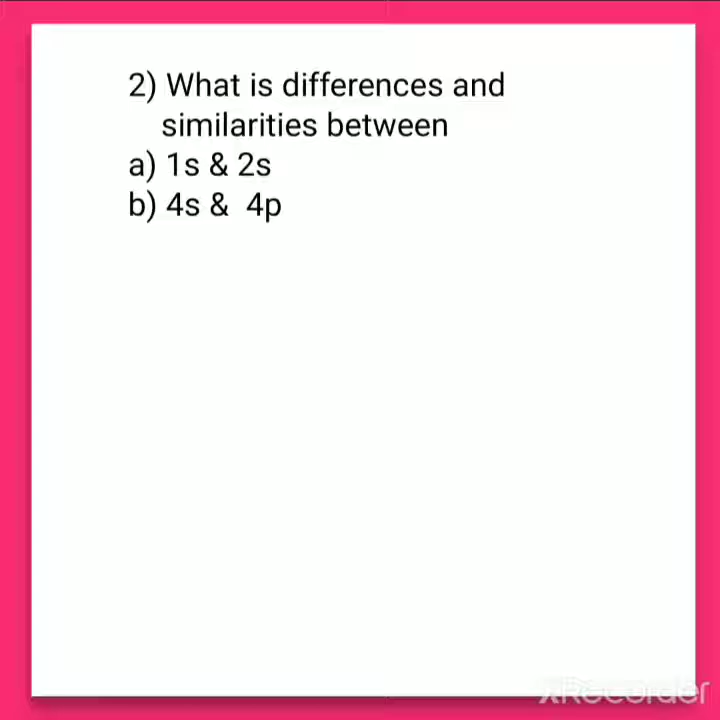 2) What is differences and
similarities between
a) 1s & 2s
b) 4s &  4p
XRecorder